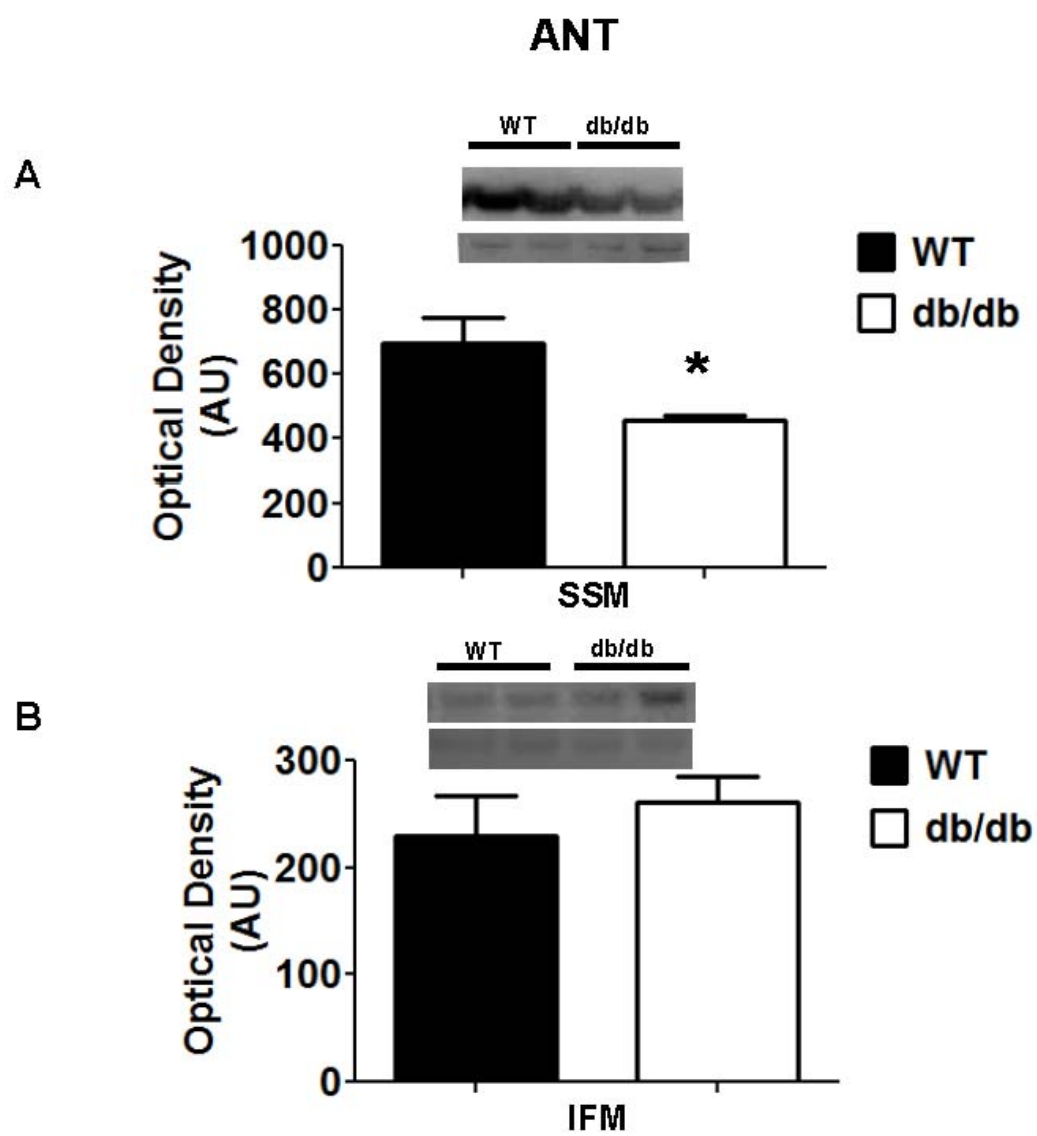 ANT
A
WT db/db
1000
800
600
400
200
0
Optical Density
(AU)
*
WT
db/db
SSM
B
WT db/db
300
200
100
0
Optical Density
(AU)
WT
db/db
IFM